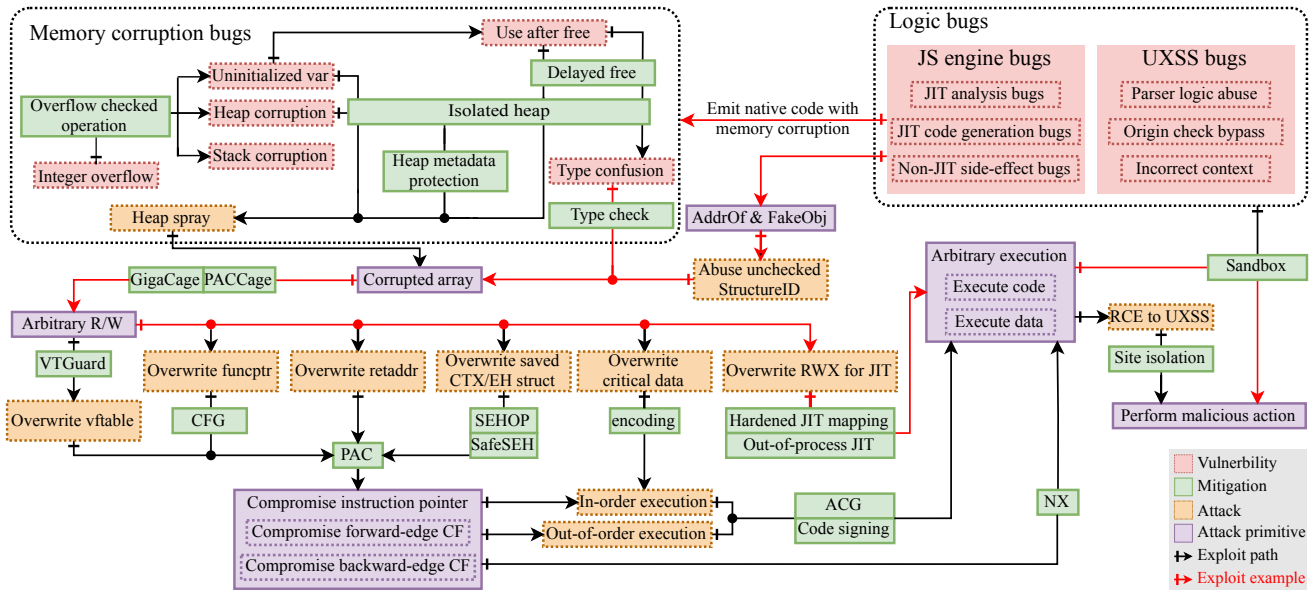 Memory corruption bugs
Use after free
Uninitialized var
Delayed free
Overflow checked
operation
Heap corruption
Isolated heap
Stack corruption
Integer overflow
Heap metadata
protection
Type confusion
Heap spray
Type check
Emit native code with
memory corruption
Logic bugs
JS engine bugs
UXSS bugs
JIT analysis bugs
Parser logic abuse
JIT code generation bugs
Origin check bypass
Non-JIT side-effect bugs
Incorrect context
AddrOf & FakeObj
GigaCage
PACCage
Corrupted array
Abuse unchecked
StructureID
Arbitrary execution
Execute code
Execute data
Sandbox
RCE to UXSS
Site isolation
Perform malicious action
Arbitrary R/W
VTGuard
Overwrite vftable
Overwrite funcptr
Overwrite retaddr
Overwrite saved
CTX/EH struct
Overwrite
critical data
Overwrite RWX for JIT
CFG
SEHOP
SafeSEH
encoding
Hardened JIT mapping
Out-of-process JIT
PAC
Compromise instruction pointer
Compromise forward-edge CF
Compromise backward-edge CF
In-order execution
Out-of-order execution
ACG
Code signing
NX
Vulnerbility
Mitigation
Attack
Attack primitive
Exploit path
Exploit example